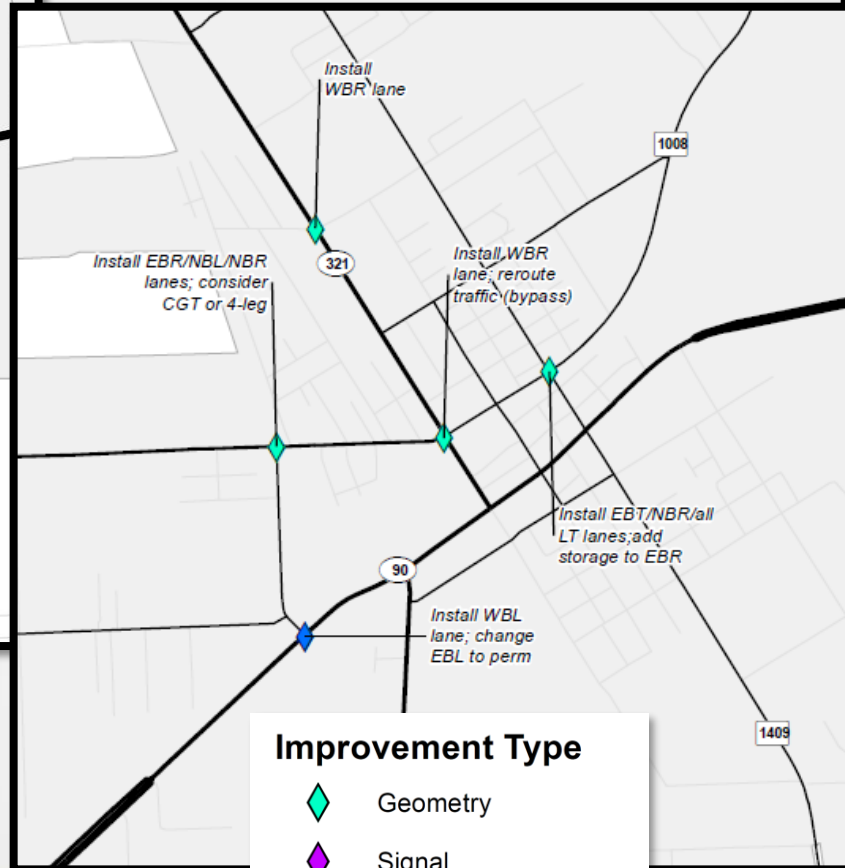 Install
WBR lane
1008
321
Install EBR/NBL/NBR
lanes; consider
CGT or 4-leg
Install WBR
lane; reroute
traffic (bypass)
Install EBT/NBR/all
LT lanes;add
storage to EBR
90
Install WBL
lane; change
EBL to perm
1409
Improvement Type
Geometry
Signal